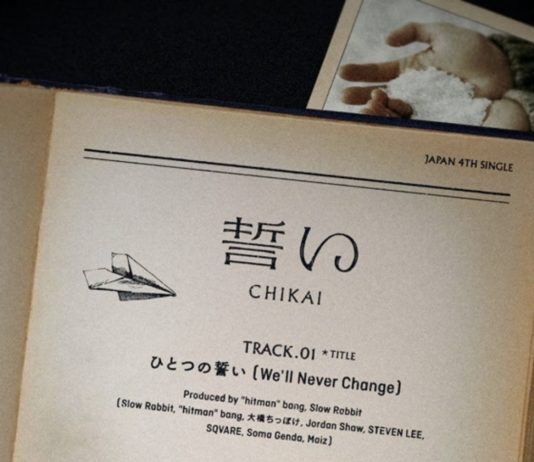 JAPAN 4TH SINGLE
誓い
CHIKAI
TRACK.01 *TITLE
ひとつの誓い (We'll Never Change)
Produced by "hitman" bang, Slow Rabbit
(Slow Rabbit, "hitman" bang, 大橋ちっぽけ, Jordan Shaw, STEVEN LEE,
SQVARE, Soma Genda, Maiz)